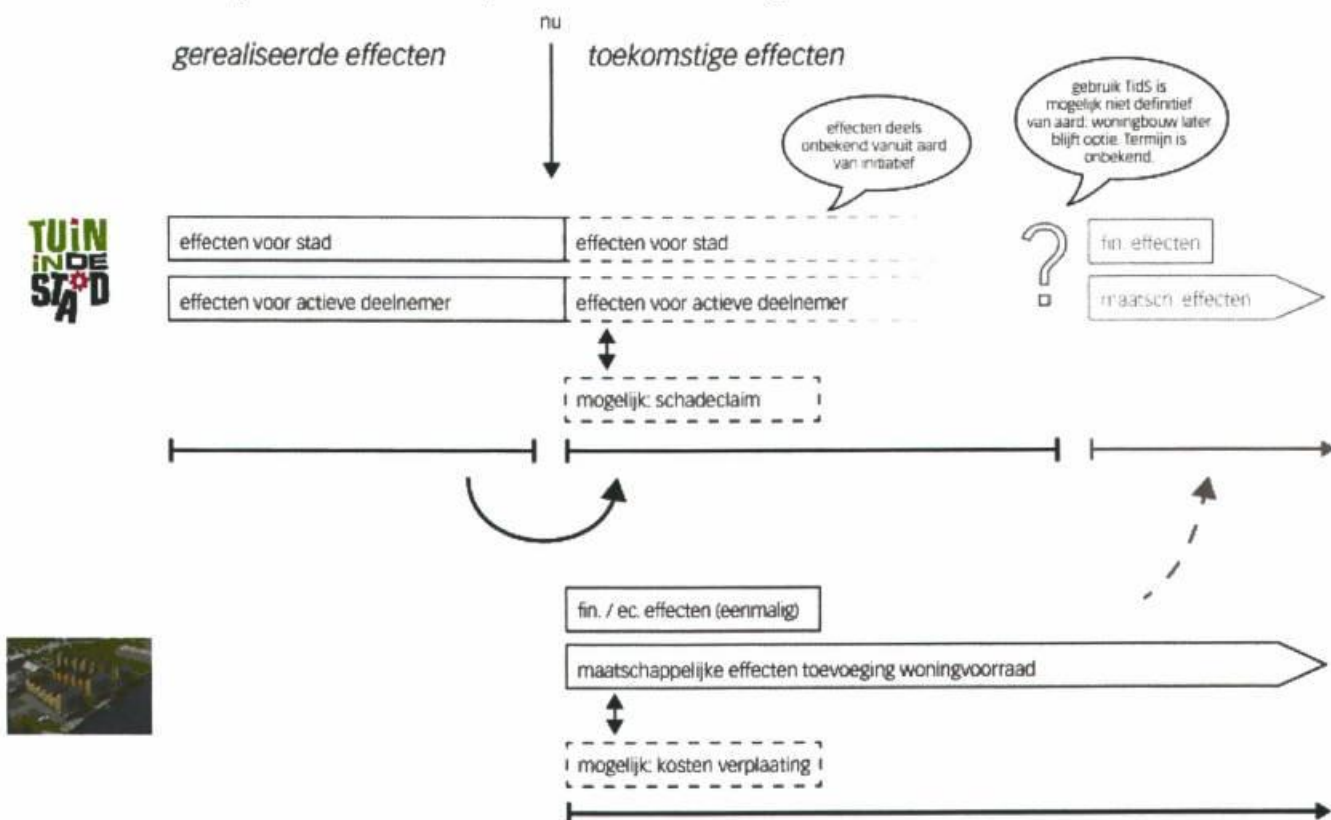 nu
gerealiseerde effecten
toekomstige effecten
effecten deels
onbekend vanuit aard
van initiatief
gebruik TidS is
mogelijk niet definitief
van aard: woningbouw later
blijft optie. Termijn is
onbekend.
TUiN
iN DE
STAD
effecten voor stad
effecten voor stad
?
fin. effecten
effecten voor actieve deelnemer
effecten voor actieve deelnemer
maatsch. effecten
mogelijk: schadeclaim
fin. / ec. effecten (eenmalig)
maatschappelijke effecten toevoeging woningvoorraad
mogelijk: kosten verplaating